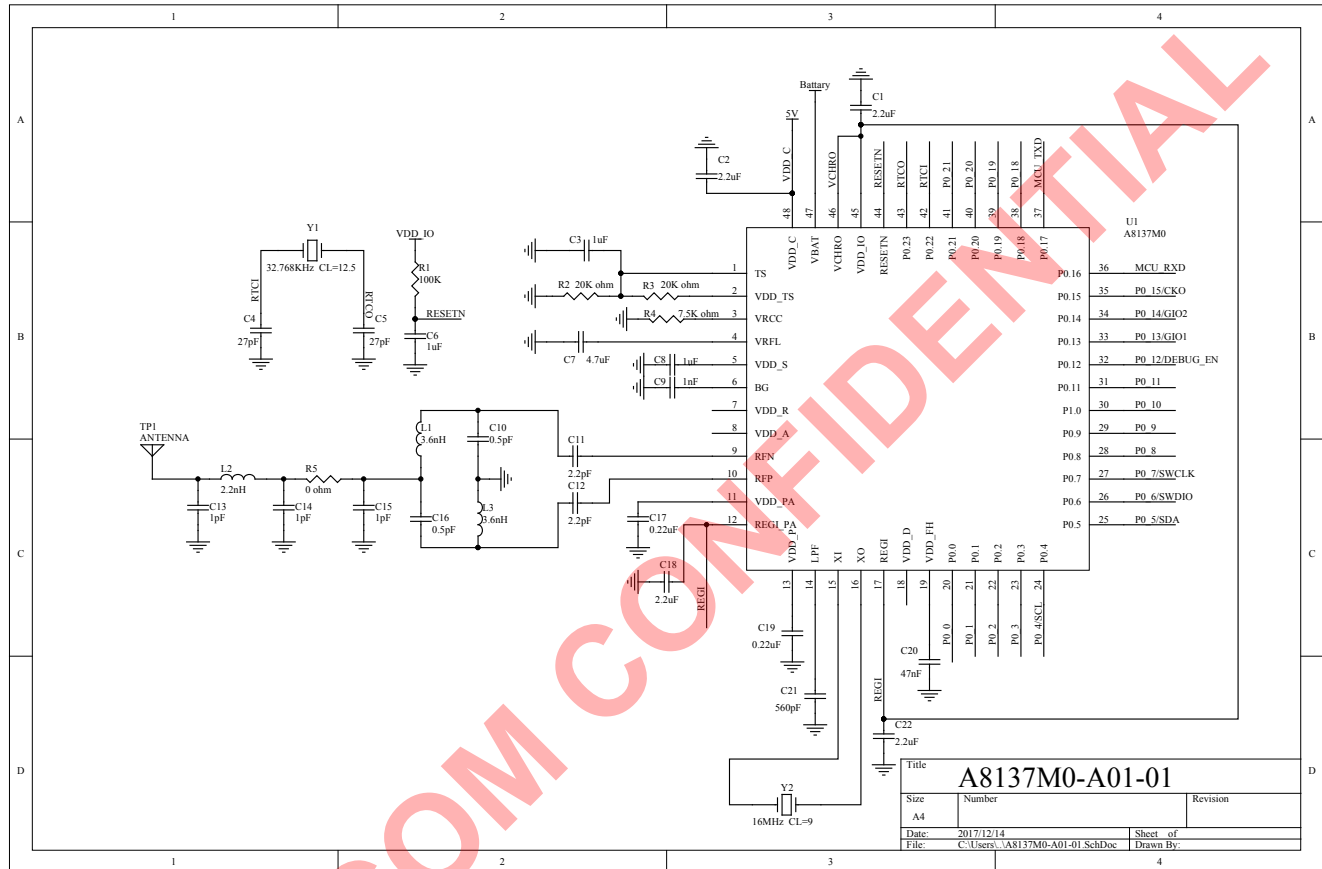 1 2 3 4
A A
B B
C C
D D
1 2 3 4
COM CONFIDENTIAL
Battary
5V
C1
2.2uF
C2
2.2uF
VDD_C
VCHRO
RESETN
RTCO
RTCI
P0_21
P0_20
P0_19
P0_18
MCU_TXD
48 47 46 45 44 43 42 41 40 39 38 37
VDD_C
VBAT
VCHRO
VDD_IO
RESETN
P0.23
P0.22
P0.21
P0.20
P0.19
P0.18
P0.17
U1
A8137M0
Y1
32.768KHz CL=12.5
RTCI
RTCO
C4
27pF
C5
27pF
VDD_IO
R1
100K
RESETN
C6
1uF
C3 1uF
R2 20K ohm
R3 20K ohm
R4 7.5K ohm
C7 4.7uF
C8 1uF
C9 1nF
1 TS
2 VDD_TS
3 VRCC
4 VRFL
5 VDD_S
6 BG
7 VDD_R
8 VDD_A
9 RFN
10 RFP
11 VDD_PA
12 REGI_PA
P0.16 36 MCU_RXD
P0.15 35 P0_15/CKO
P0.14 34 P0_14/GIO2
P0.13 33 P0_13/GIO1
P0.12 32 P0_12/DEBUG_EN
P0.11 31 P0_11
P1.0 30 P0_10
P0.9 29 P0_9
P0.8 28 P0_8
P0.7 27 P0_7/SWCLK
P0.6 26 P0_6/SWDIO
P0.5 25 P0_5/SDA
TP1
ANTENNA
L2
2.2nH
R5
0 ohm
C13
1pF
C14
1pF
C15
1pF
L1
3.6nH
C10
0.5pF
C16
0.5pF
L3
3.6nH
C11
2.2pF
C12
2.2pF
C17
0.22uF
C18
2.2uF
REGI
VDD_PA
LPF
XI
XO
REGI
VDD_D
VDD_FH
P0.0
P0.1
P0.2
P0.3
P0.4
13 14 15 16 17 18 19 20 21 22 23 24
P0_0
P0_1
P0_2
P0_3
P0_4/SCL
C19
0.22uF
C21
560pF
REGI
C20
47nF
C22
2.2uF
Y2
16MHz CL=9
Title
A8137M0-A01-01
Size Number Revision
A4
Date: 2017/12/14 Sheet of
File: C:\Users\..\A8137M0-A01-01.SchDoc Drawn By: